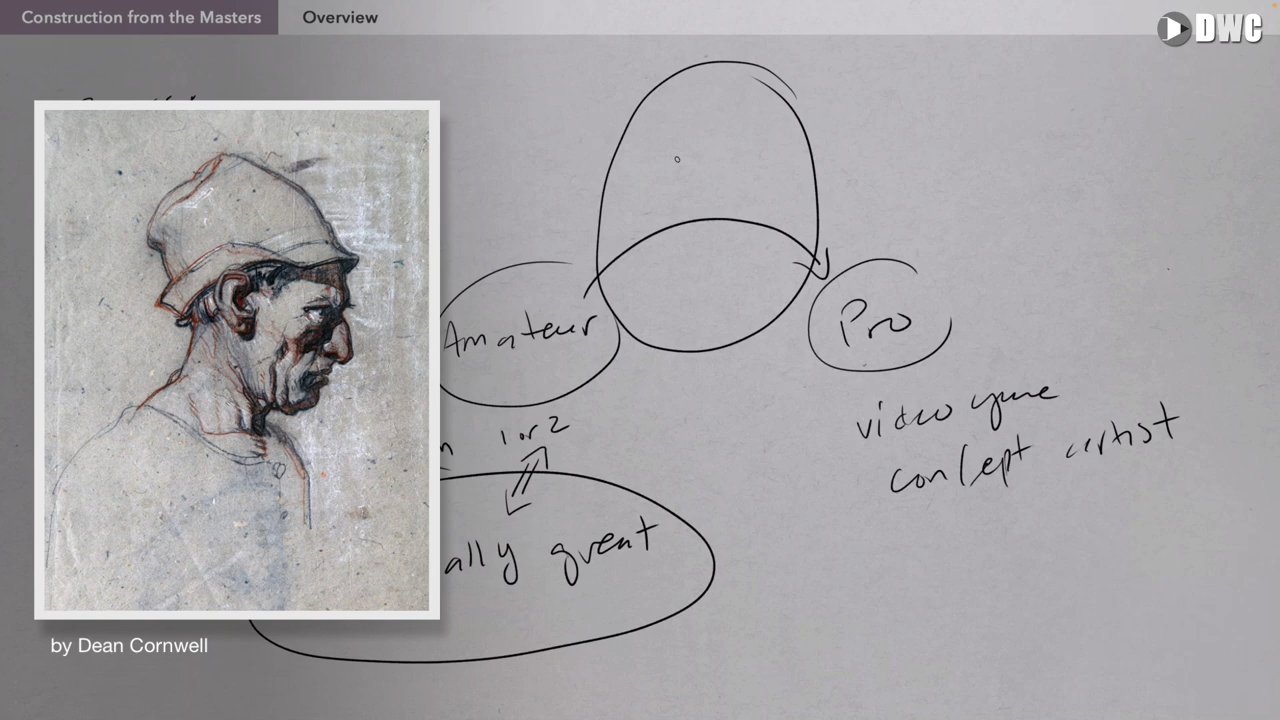 Construction from the Masters
Overview
DWC
Amateur
Pro
1 or 2
video game
concept artist
ally great
by Dean Cornwell